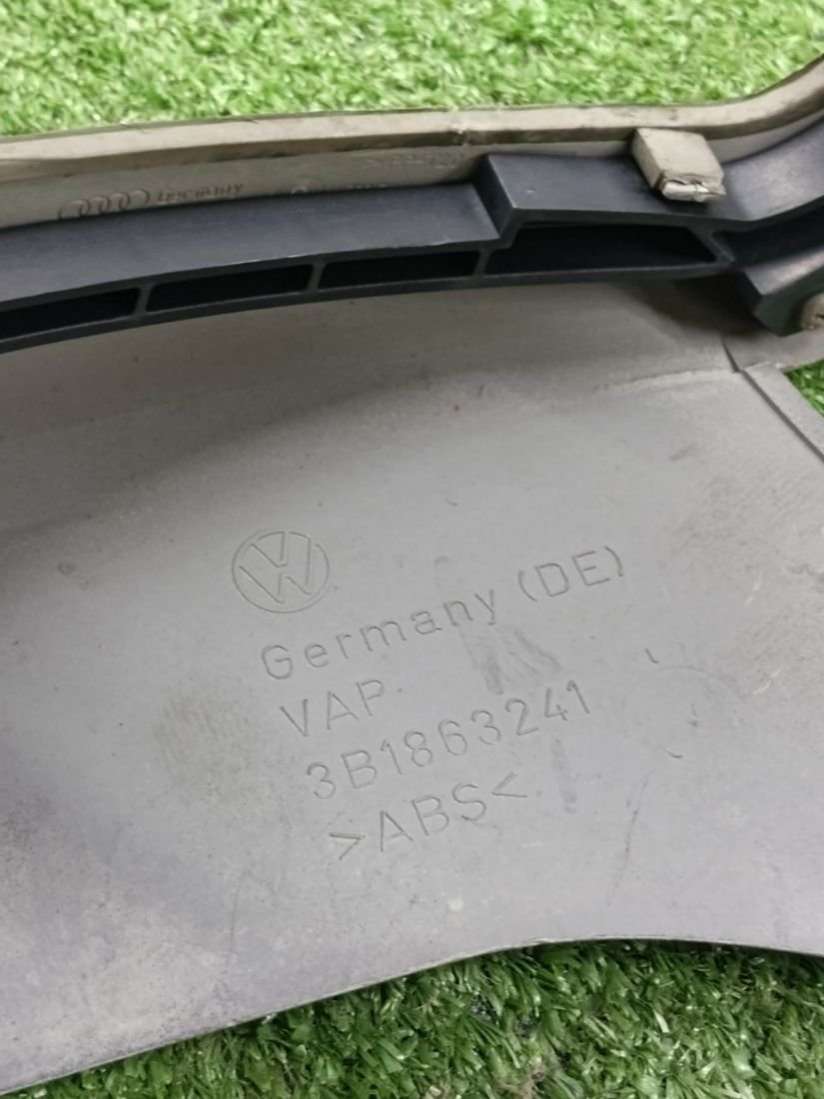 Germany (DE)
VAP
3B1863241
>ABS<